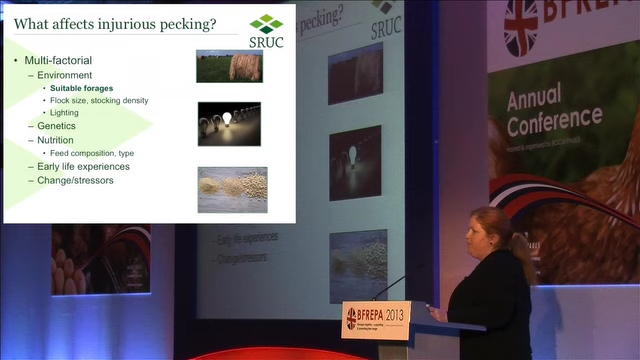 What affects injurious pecking?
SRUC
• Multi-factorial
– Environment
• Suitable forages
• Flock size, stocking density
• Lighting
– Genetics
– Nutrition
• Feed composition, type
– Early life experiences
– Change/stressors
pecking?
SRUC
– Early life experiences
– Change/stressors
BFREPA
Annual
Conference
BFREPA 2013